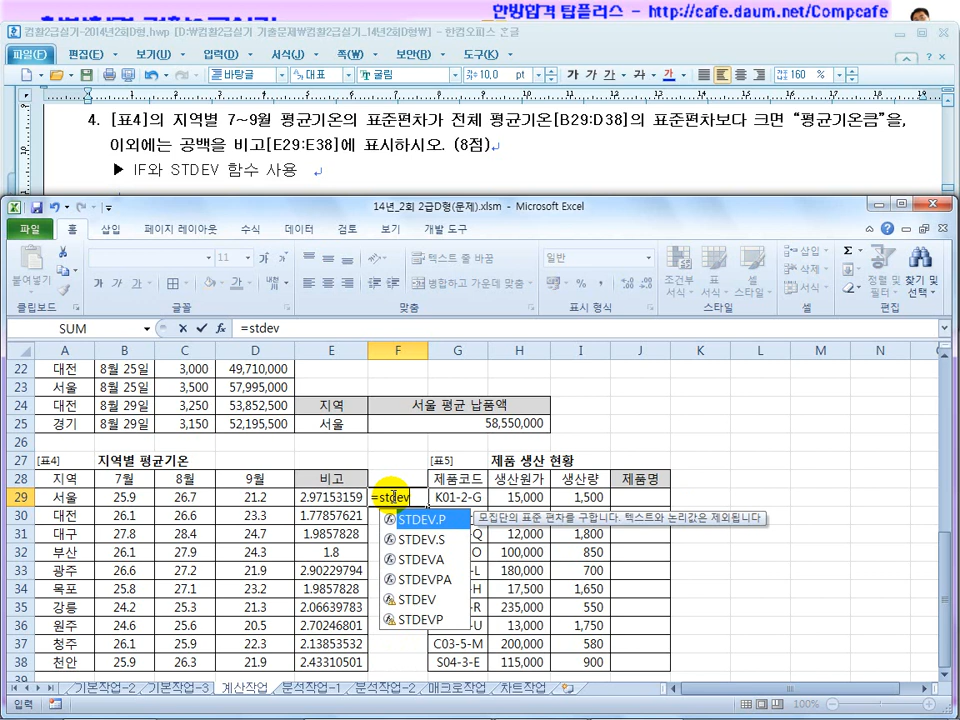 한방합격 탑플러스 - http://cafe.daum.net/Compcafe
컴활2급실기-2014년2회D형.hwp [D:₩컴활2급실기 기출문제₩컴활2급실기_14년2회D형₩] - 한컴오피스 한글
파일(F) 편집(E) 보기(U) 입력(D) 서식(J) 쪽(W) 보안(R) 도구(K)
바탕글 대표 굴림 10,0 pt 가 가 가 가 가 160 %
4. [표4]의 지역별 7~9월 평균기온의 표준편차가 전체 평균기온[B29:D38]의 표준편차보다 크면 “평균기온큼”을,
이외에는 공백을 비고[E29:E38]에 표시하시오. (8점)
▶ IF와 STDEV 함수 사용
14년_2회 2급D형(문제).xlsm - Microsoft Excel
파일 홈 삽입 페이지 레이아웃 수식 데이터 검토 보기 개발 도구
붙여넣기 11 가 가 가 텍스트 줄 바꿈 병합하고 가운데 맞춤 일반 조건부 서식 표 서식 셀 스타일 삽입 삭제 서식 정렬 및 필터 찾기 및 선택
클립보드 글꼴 맞춤 표시 형식 스타일 셀 편집
SUM =stdev
A B C D E F G H I J K L M N
22 대전 8월 25일 3,000 49,710,000
23 서울 8월 25일 3,500 57,995,000
24 대전 8월 29일 3,250 53,852,500 지역 서울 평균 납품액
25 경기 8월 29일 3,150 52,195,500 서울 58,550,000
26
27 [표4] 지역별 평균기온 [표5] 제품 생산 현황
28 지역 7월 8월 9월 비고 제품코드 생산원가 생산량 제품명
29 서울 25.9 26.7 21.2 2.97153159 =stdev K01-2-G 15,000 1,500
30 대전 26.1 26.6 23.3 1.77857621 STDEV.P 모집단의 표준 편차를 구합니다. 텍스트와 논리값은 제외됩니다
31 대구 27.8 28.4 24.7 1.9857828 STDEV.S -Q 12,000 1,800
32 부산 26.1 27.9 24.3 1.8 STDEVA O 100,000 850
33 광주 26.6 27.2 21.9 2.90229794 STDEVPA -L 180,000 700
34 목포 25.8 27.1 23.2 1.9857828 STDEV -H 17,500 1,650
35 강릉 24.2 25.3 21.3 2.06639783 STDEVP -R 235,000 550
36 원주 24.6 25.6 20.5 2.70246801 -U 13,000 1,750
37 청주 26.1 25.9 22.3 2.13853532 C03-5-M 200,000 580
38 천안 25.9 26.3 21.9 2.43310501 S04-3-E 115,000 900
39
기본작업-2 기본작업-3 계산작업 분석작업-1 분석작업-2 매크로작업 차트작업
입력 100%